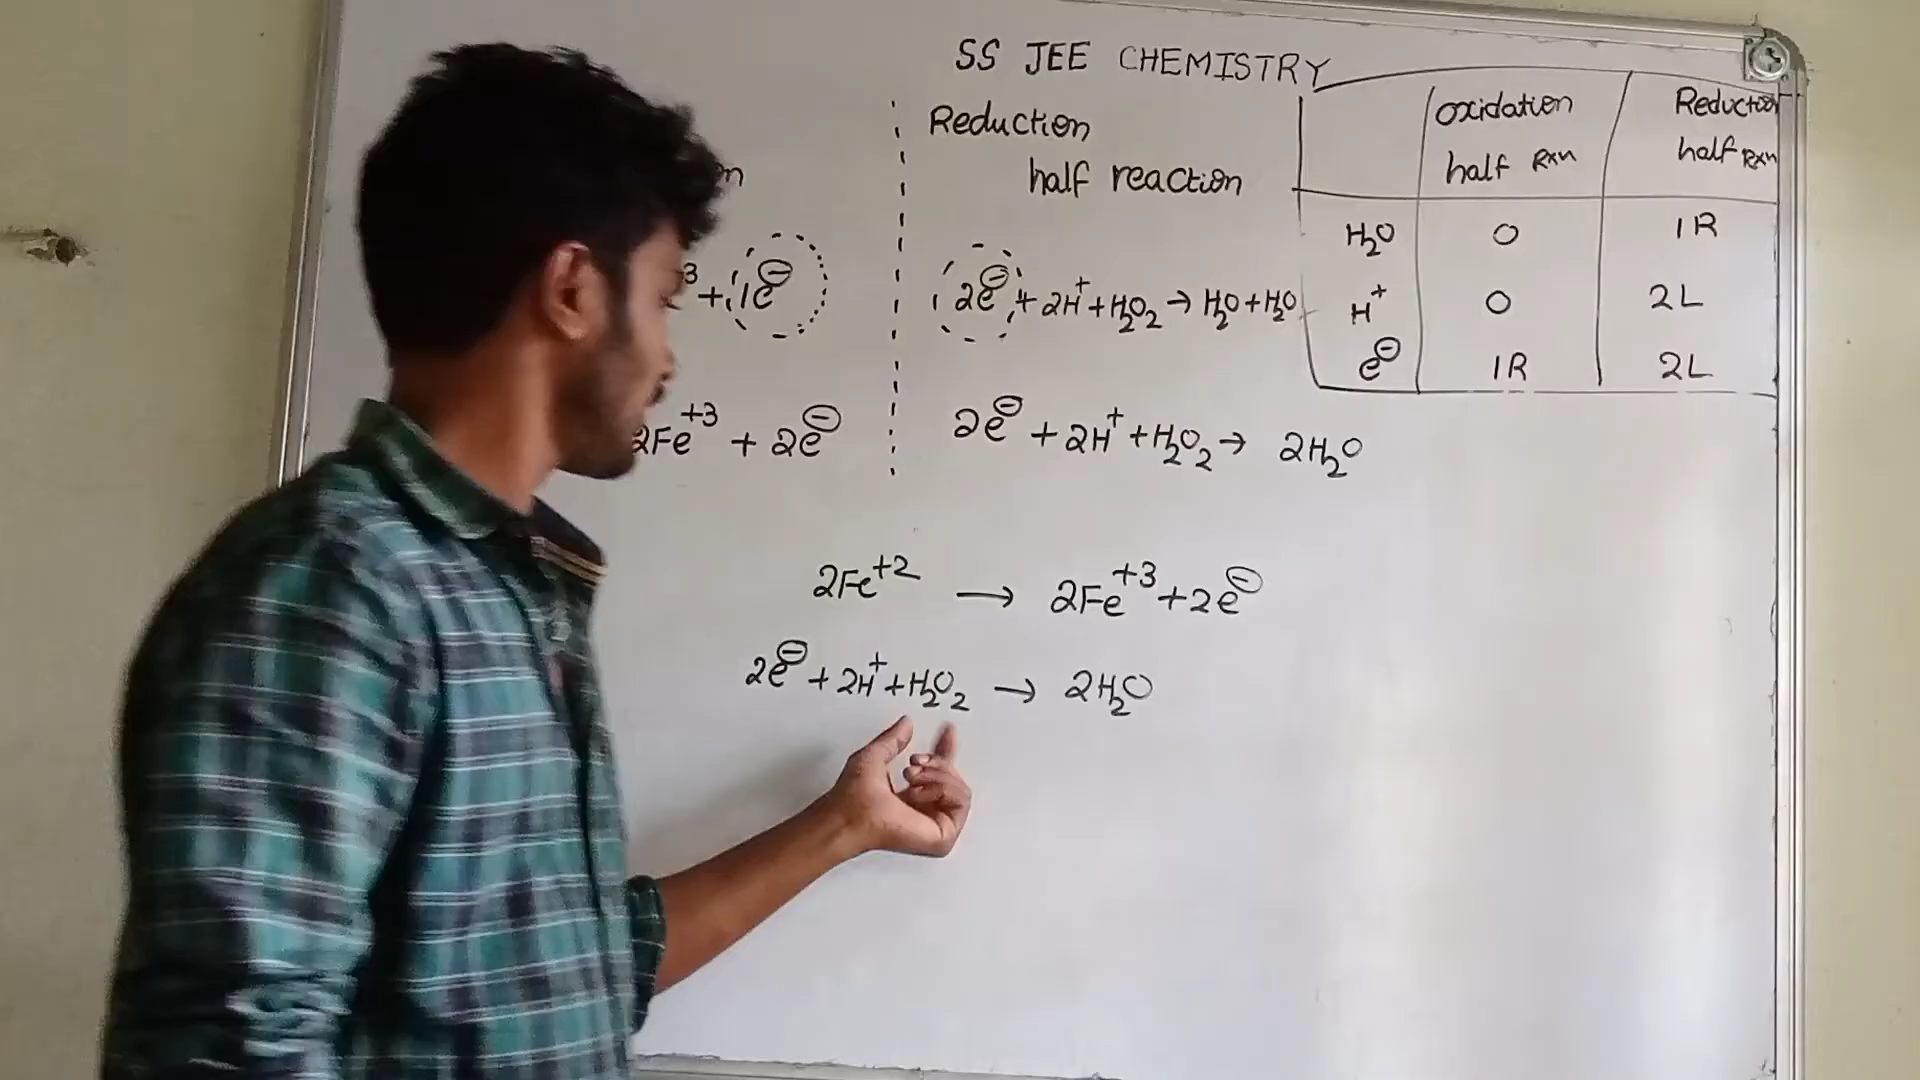 SS JEE CHEMISTRY
Reduction
half reaction
n
3 + 1e⊖
2e⊖ + 2H⁺ + H₂O₂ → H₂O + H₂O
2Fe⁺³ + 2e⊖
2e⊖ + 2H⁺ + H₂O₂ → 2H₂O
2Fe⁺² → 2Fe⁺³ + 2e⊖
2e⊖ + 2H⁺ + H₂O₂ → 2H₂O
oxidation half Rxn Reduction half Rxn
H₂O 0 1R
H⁺ 0 2L
e⊖ 1R 2L